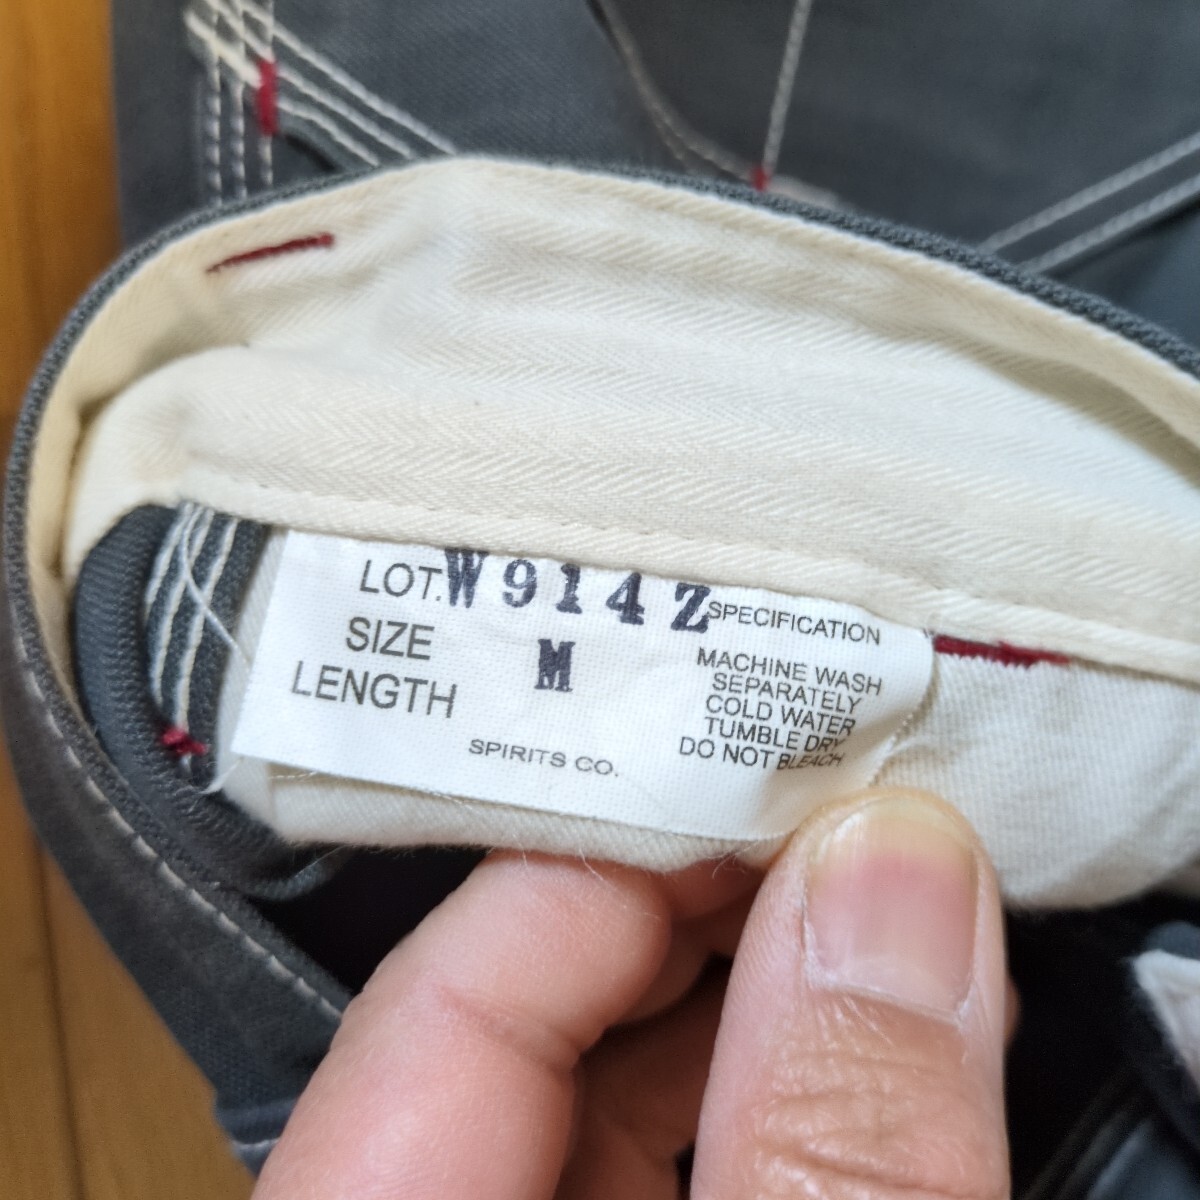 LOT. W914Z
SIZE M
LENGTH
SPIRITS CO.
SPECIFICATION
MACHINE WASH
SEPARATELY
COLD WATER
TUMBLE DRY
DO NOT BLEACH